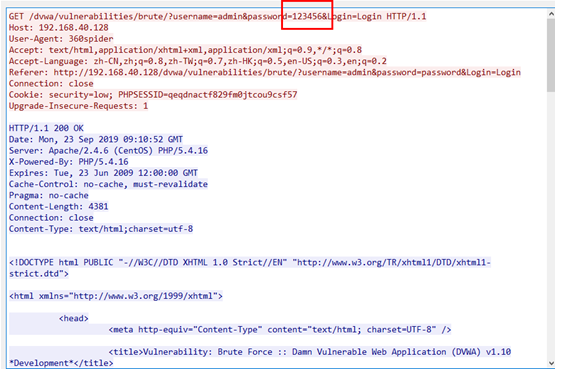 GET /dvwa/vulnerabilities/brute/?username=admin&password=123456&Login=Login HTTP/1.1
Host: 192.168.40.128
User-Agent: 360spider
Accept: text/html,application/xhtml+xml,application/xml;q=0.9,*/*;q=0.8
Accept-Language: zh-CN,zh;q=0.8,zh-TW;q=0.7,zh-HK;q=0.5,en-US;q=0.3,en;q=0.2
Referer: http://192.168.40.128/dvwa/vulnerabilities/brute/?username=admin&password=password&Login=Login
Connection: close
Cookie: security=low; PHPSESSID=qeqdnactf829fm0jtcou9csf57
Upgrade-Insecure-Requests: 1
HTTP/1.1 200 OK
Date: Mon, 23 Sep 2019 09:10:52 GMT
Server: Apache/2.4.6 (CentOS) PHP/5.4.16
X-Powered-By: PHP/5.4.16
Expires: Tue, 23 Jun 2009 12:00:00 GMT
Cache-Control: no-cache, must-revalidate
Pragma: no-cache
Content-Length: 4381
Connection: close
Content-Type: text/html;charset=utf-8
<!DOCTYPE html PUBLIC "-//W3C//DTD XHTML 1.0 Strict//EN" "http://www.w3.org/TR/xhtml1/DTD/xhtml1-
strict.dtd">
<html xmlns="http://www.w3.org/1999/xhtml">
<head>
<meta http-equiv="Content-Type" content="text/html; charset=UTF-8" />
<title>Vulnerability: Brute Force :: Damn Vulnerable Web Application (DVWA) v1.10
*Development*</title>